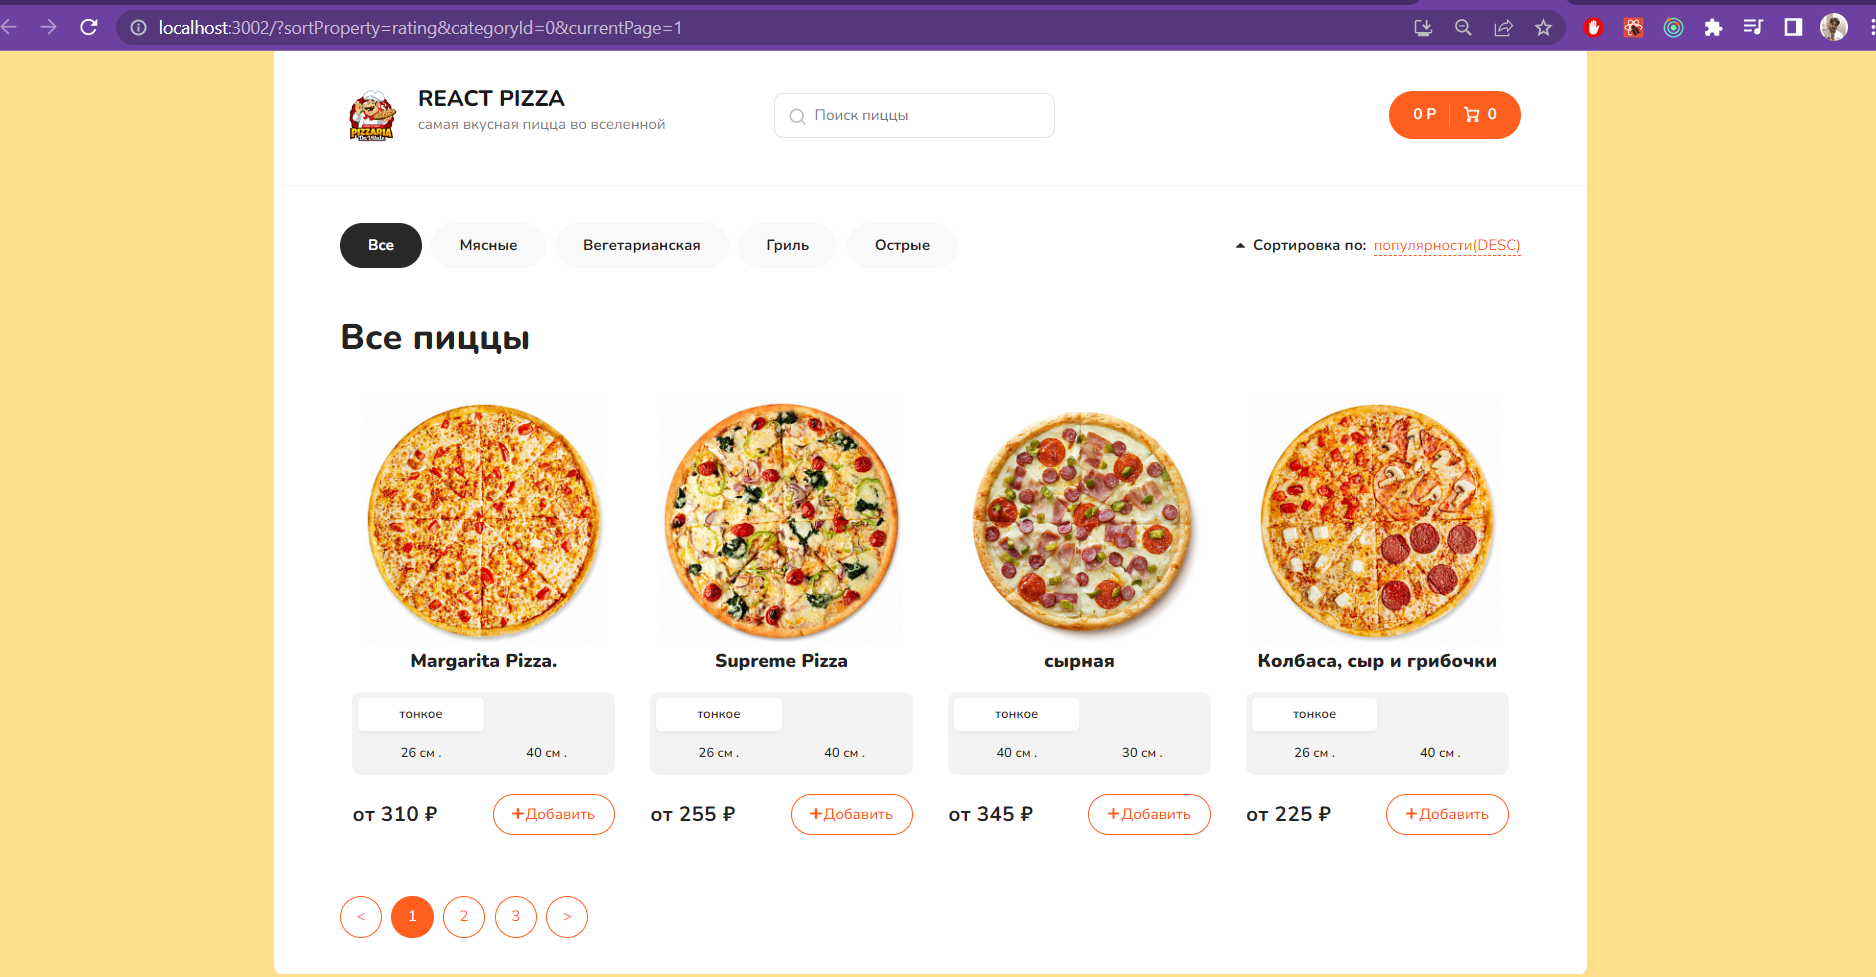 localhost:3002/?sortProperty=rating&categoryId=0&currentPage=1
REACT PIZZA
самая вкусная пицца во вселенной
Поиск пиццы
0 Р 0
PIZZARIA
Все Мясные Вегетарианская Гриль Острые
Сортировка по: популярности(DESC)
Все пиццы
Margarita Pizza. Supreme Pizza сырная Колбаса, сыр и грибочки
тонкое тонкое тонкое тонкое
26 см . 40 см . 26 см . 40 см . 40 см . 30 см . 26 см . 40 см .
от 310 ₽ +Добавить от 255 ₽ +Добавить от 345 ₽ +Добавить от 225 ₽ +Добавить
< 1 2 3 >